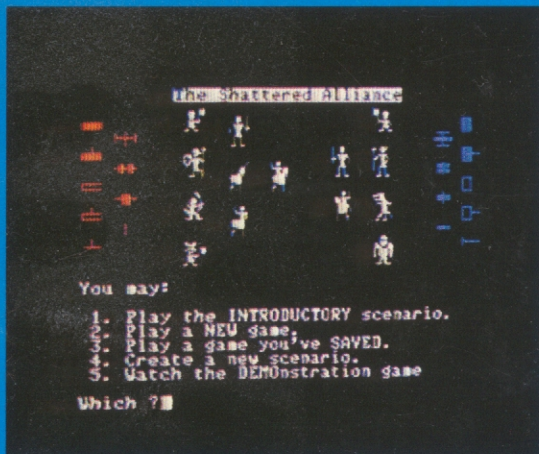 The Shattered Alliance
You may:
1. Play the INTRODUCTORY scenario.
2. Play a NEW game.
3. Play a game you've SAVED.
4. Create a new scenario.
5. Watch the DEMOnstration game
Which ?